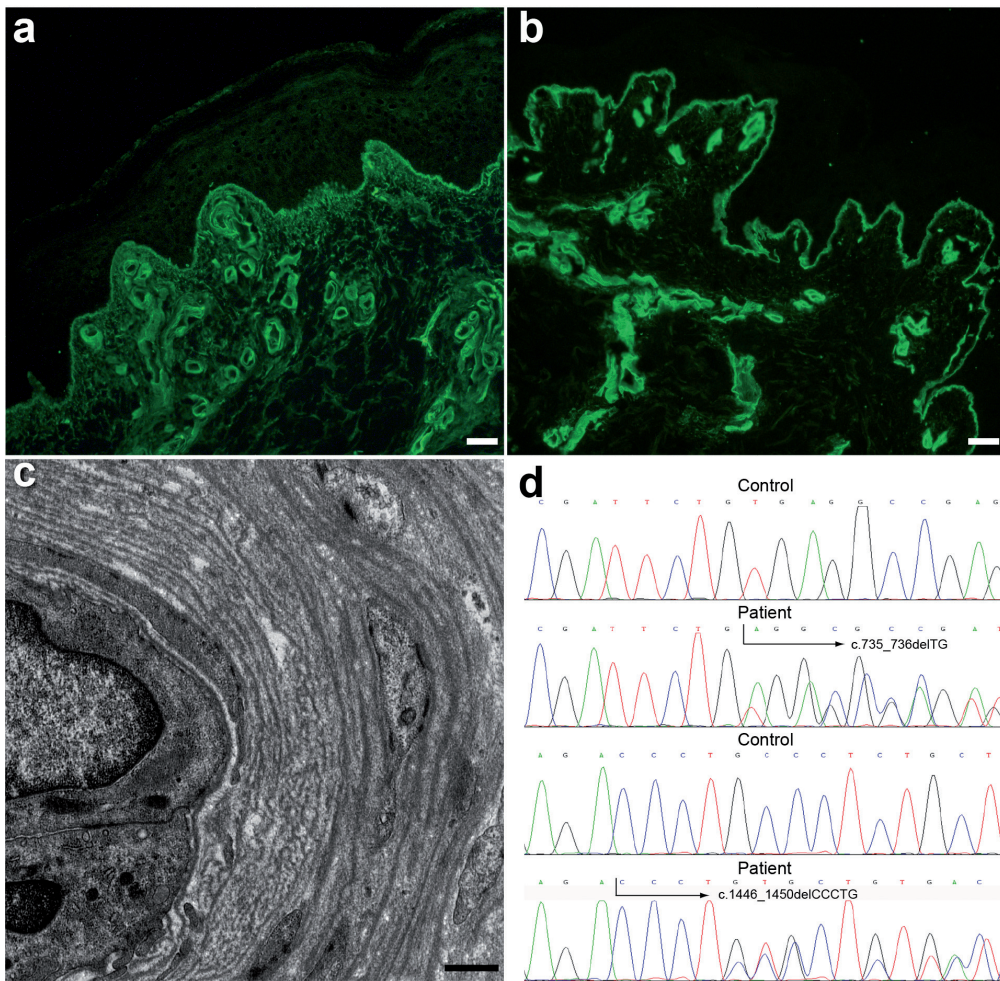 a
b
c
d
Control
C G A T T C T G T G A G G C C G A G
Patient
C G A T T C T G A G G C G C C G A T
c.735_736delTG
Control
A G A C C C T G C C C T C T G C T
Patient
A G A C C C T G T G C T G T G A C
c.1446_1450delCCCTG